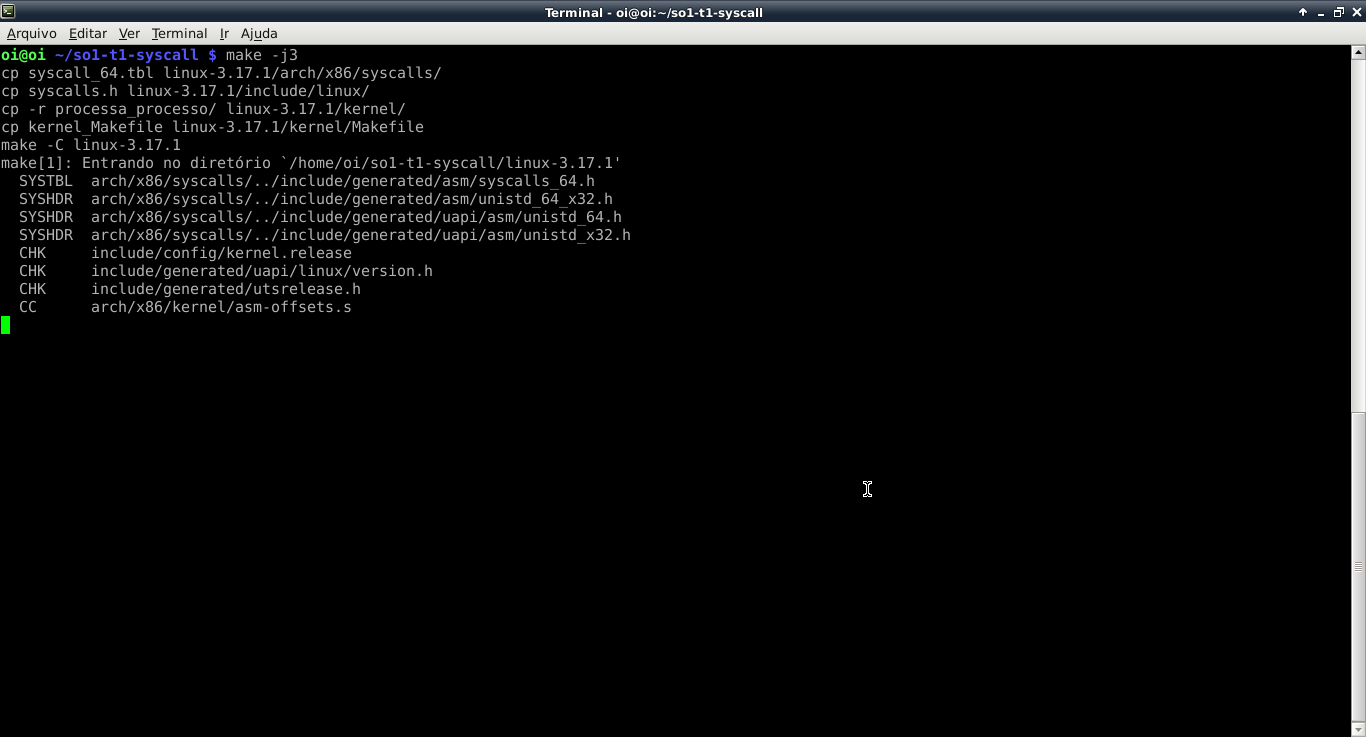 Terminal - oi@oi:~/so1-t1-syscall
Arquivo Editar Ver Terminal Ir Ajuda
oi@oi ~/so1-t1-syscall $ make -j3
cp syscall_64.tbl linux-3.17.1/arch/x86/syscalls/
cp syscalls.h linux-3.17.1/include/linux/
cp -r processa_processo/ linux-3.17.1/kernel/
cp kernel_Makefile linux-3.17.1/kernel/Makefile
make -C linux-3.17.1
make[1]: Entrando no diretório `/home/oi/so1-t1-syscall/linux-3.17.1'
  SYSTBL  arch/x86/syscalls/../include/generated/asm/syscalls_64.h
  SYSHDR  arch/x86/syscalls/../include/generated/asm/unistd_64_x32.h
  SYSHDR  arch/x86/syscalls/../include/generated/uapi/asm/unistd_64.h
  SYSHDR  arch/x86/syscalls/../include/generated/uapi/asm/unistd_x32.h
  CHK     include/config/kernel.release
  CHK     include/generated/uapi/linux/version.h
  CHK     include/generated/utsrelease.h
  CC      arch/x86/kernel/asm-offsets.s